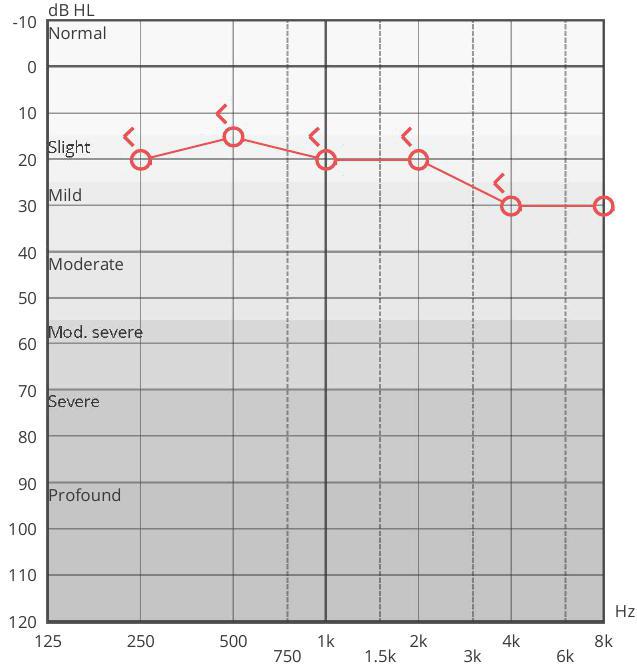 dB HL
-10
Normal
0
10
Slight
20
Mild
30
40
Moderate
50
Mod. severe
60
70
Severe
80
90
Profound
100
110
120
Hz
125 250 500 1k 2k 4k 8k
750 1.5k 3k 6k